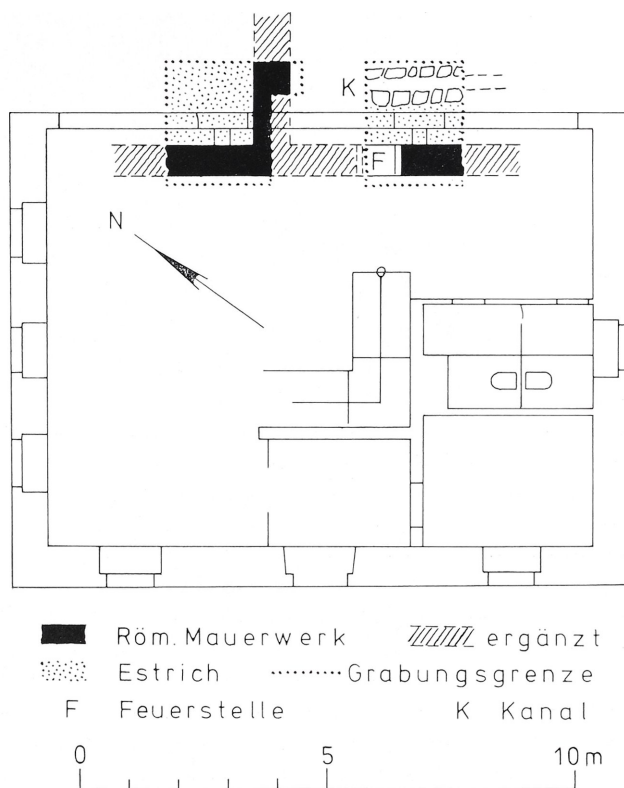 K
F
N
Röm. Mauerwerk ergänzt
Estrich Grabungsgrenze
F Feuerstelle K Kanal
0 5 10 m